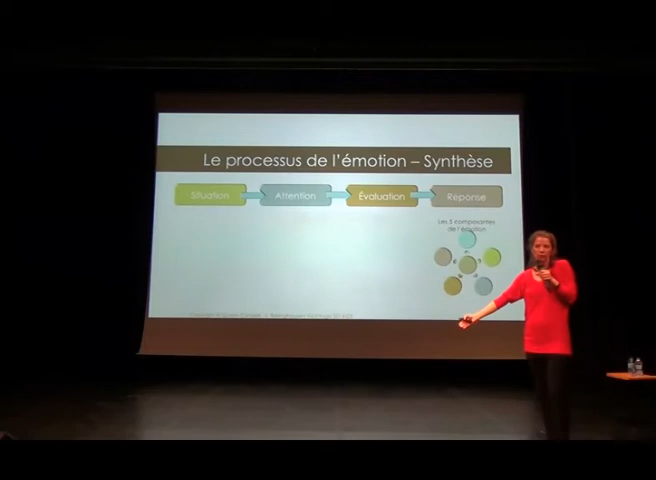 Le processus de l'émotion – Synthèse
Situation
Attention
Évaluation
Réponse
Les 5 composantes
de l'émotion